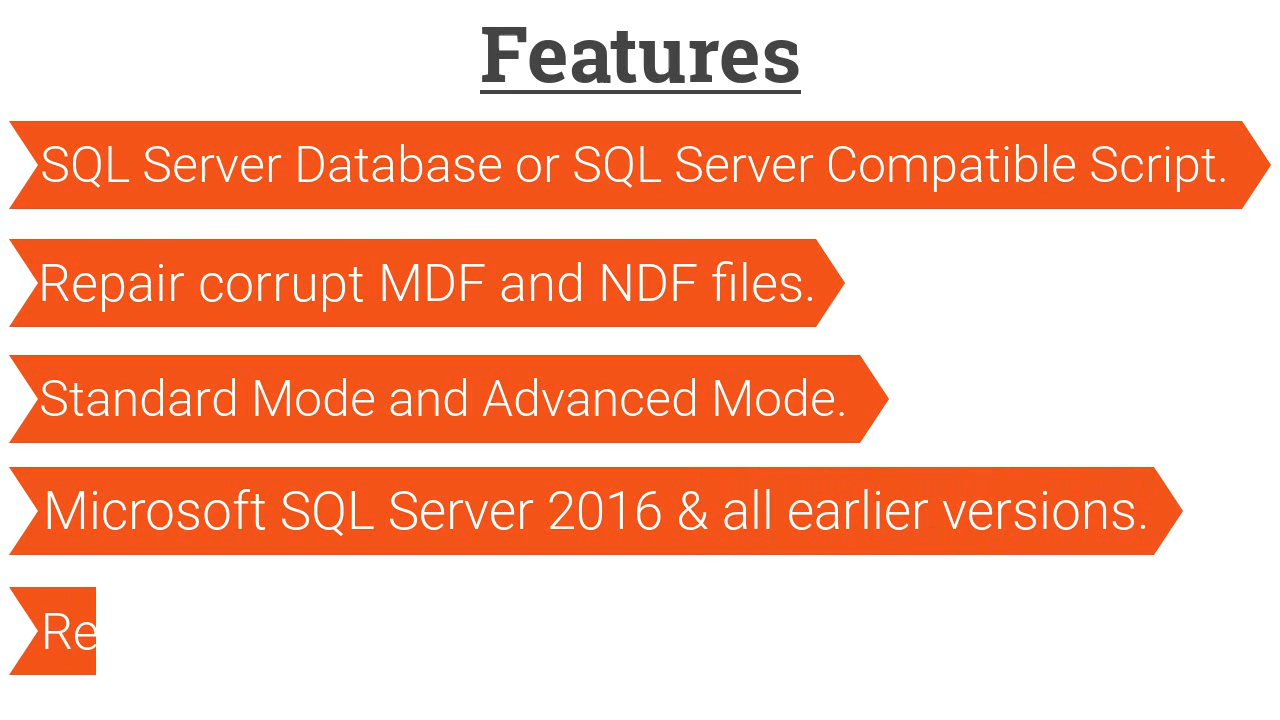 Features
SQL Server Database or SQL Server Compatible Script.
Repair corrupt MDF and NDF files.
Standard Mode and Advanced Mode.
Microsoft SQL Server 2016 & all earlier versions.
Re